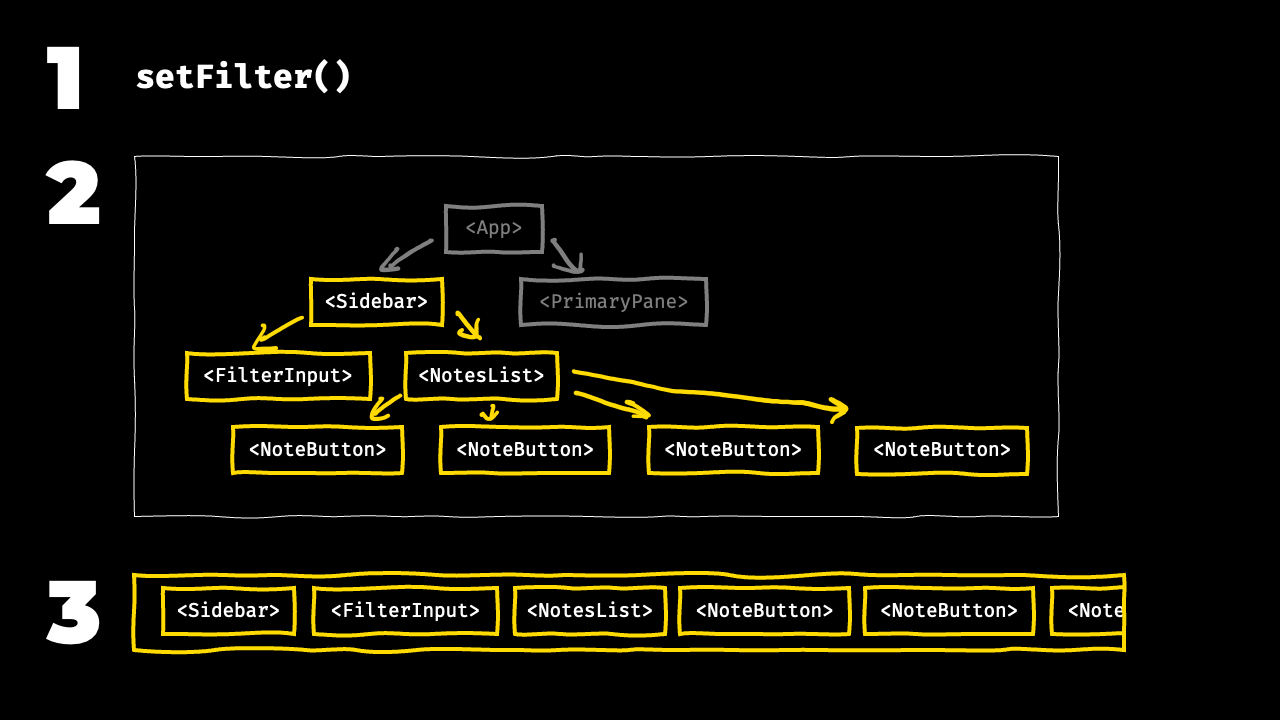 1 setFilter()
2
<App>
<Sidebar> <PrimaryPane>
<FilterInput> <NotesList>
<NoteButton> <NoteButton> <NoteButton> <NoteButton>
3 <Sidebar> <FilterInput> <NotesList> <NoteButton> <NoteButton> <Note